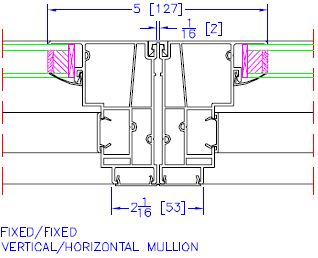 5 [127]
1/16 [2]
2 1/16 [53]
FIXED/FIXED
VERTICAL/HORIZONTAL MULLION